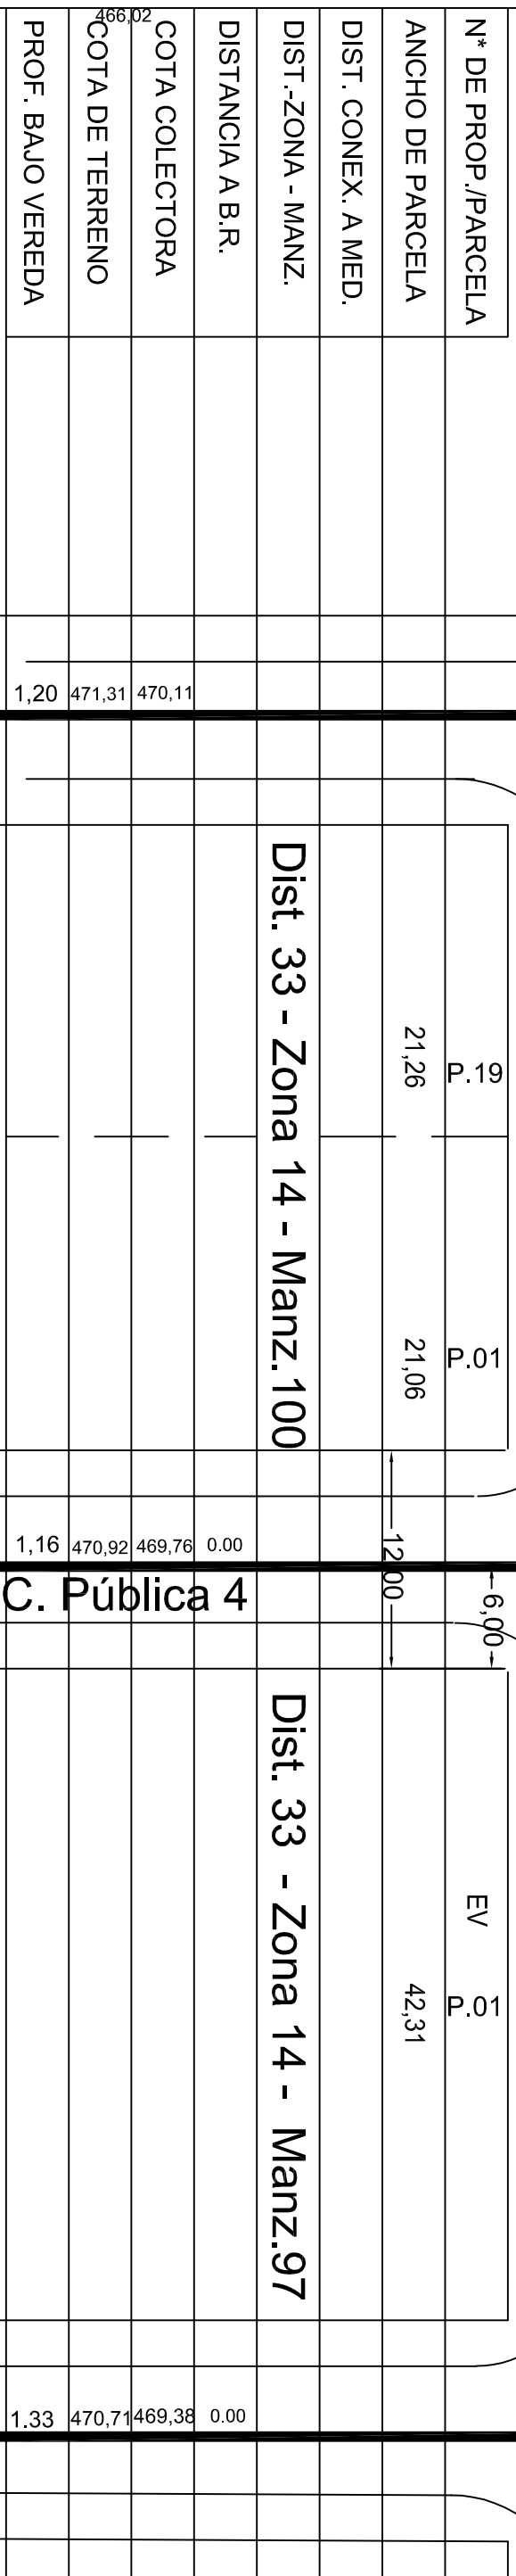 N* DE PROP./PARCELA
ANCHO DE PARCELA
DIST. CONEX. A MED.
DIST.-ZONA - MANZ.
DISTANCIA A B.R.
COTA COLECTORA
COTA DE TERRENO
PROF. BAJO VEREDA
466,02
1,20 471,31 470,11
P.19
21,26
Dist. 33 - Zona 14 - Manz.100
P.01
21,06
12,00
1,16 470,92 469,76 0.00
C. Pública 4
6,00
EV
P.01
42,31
Dist. 33 - Zona 14 - Manz.97
1.33 470,71 469,38 0.00